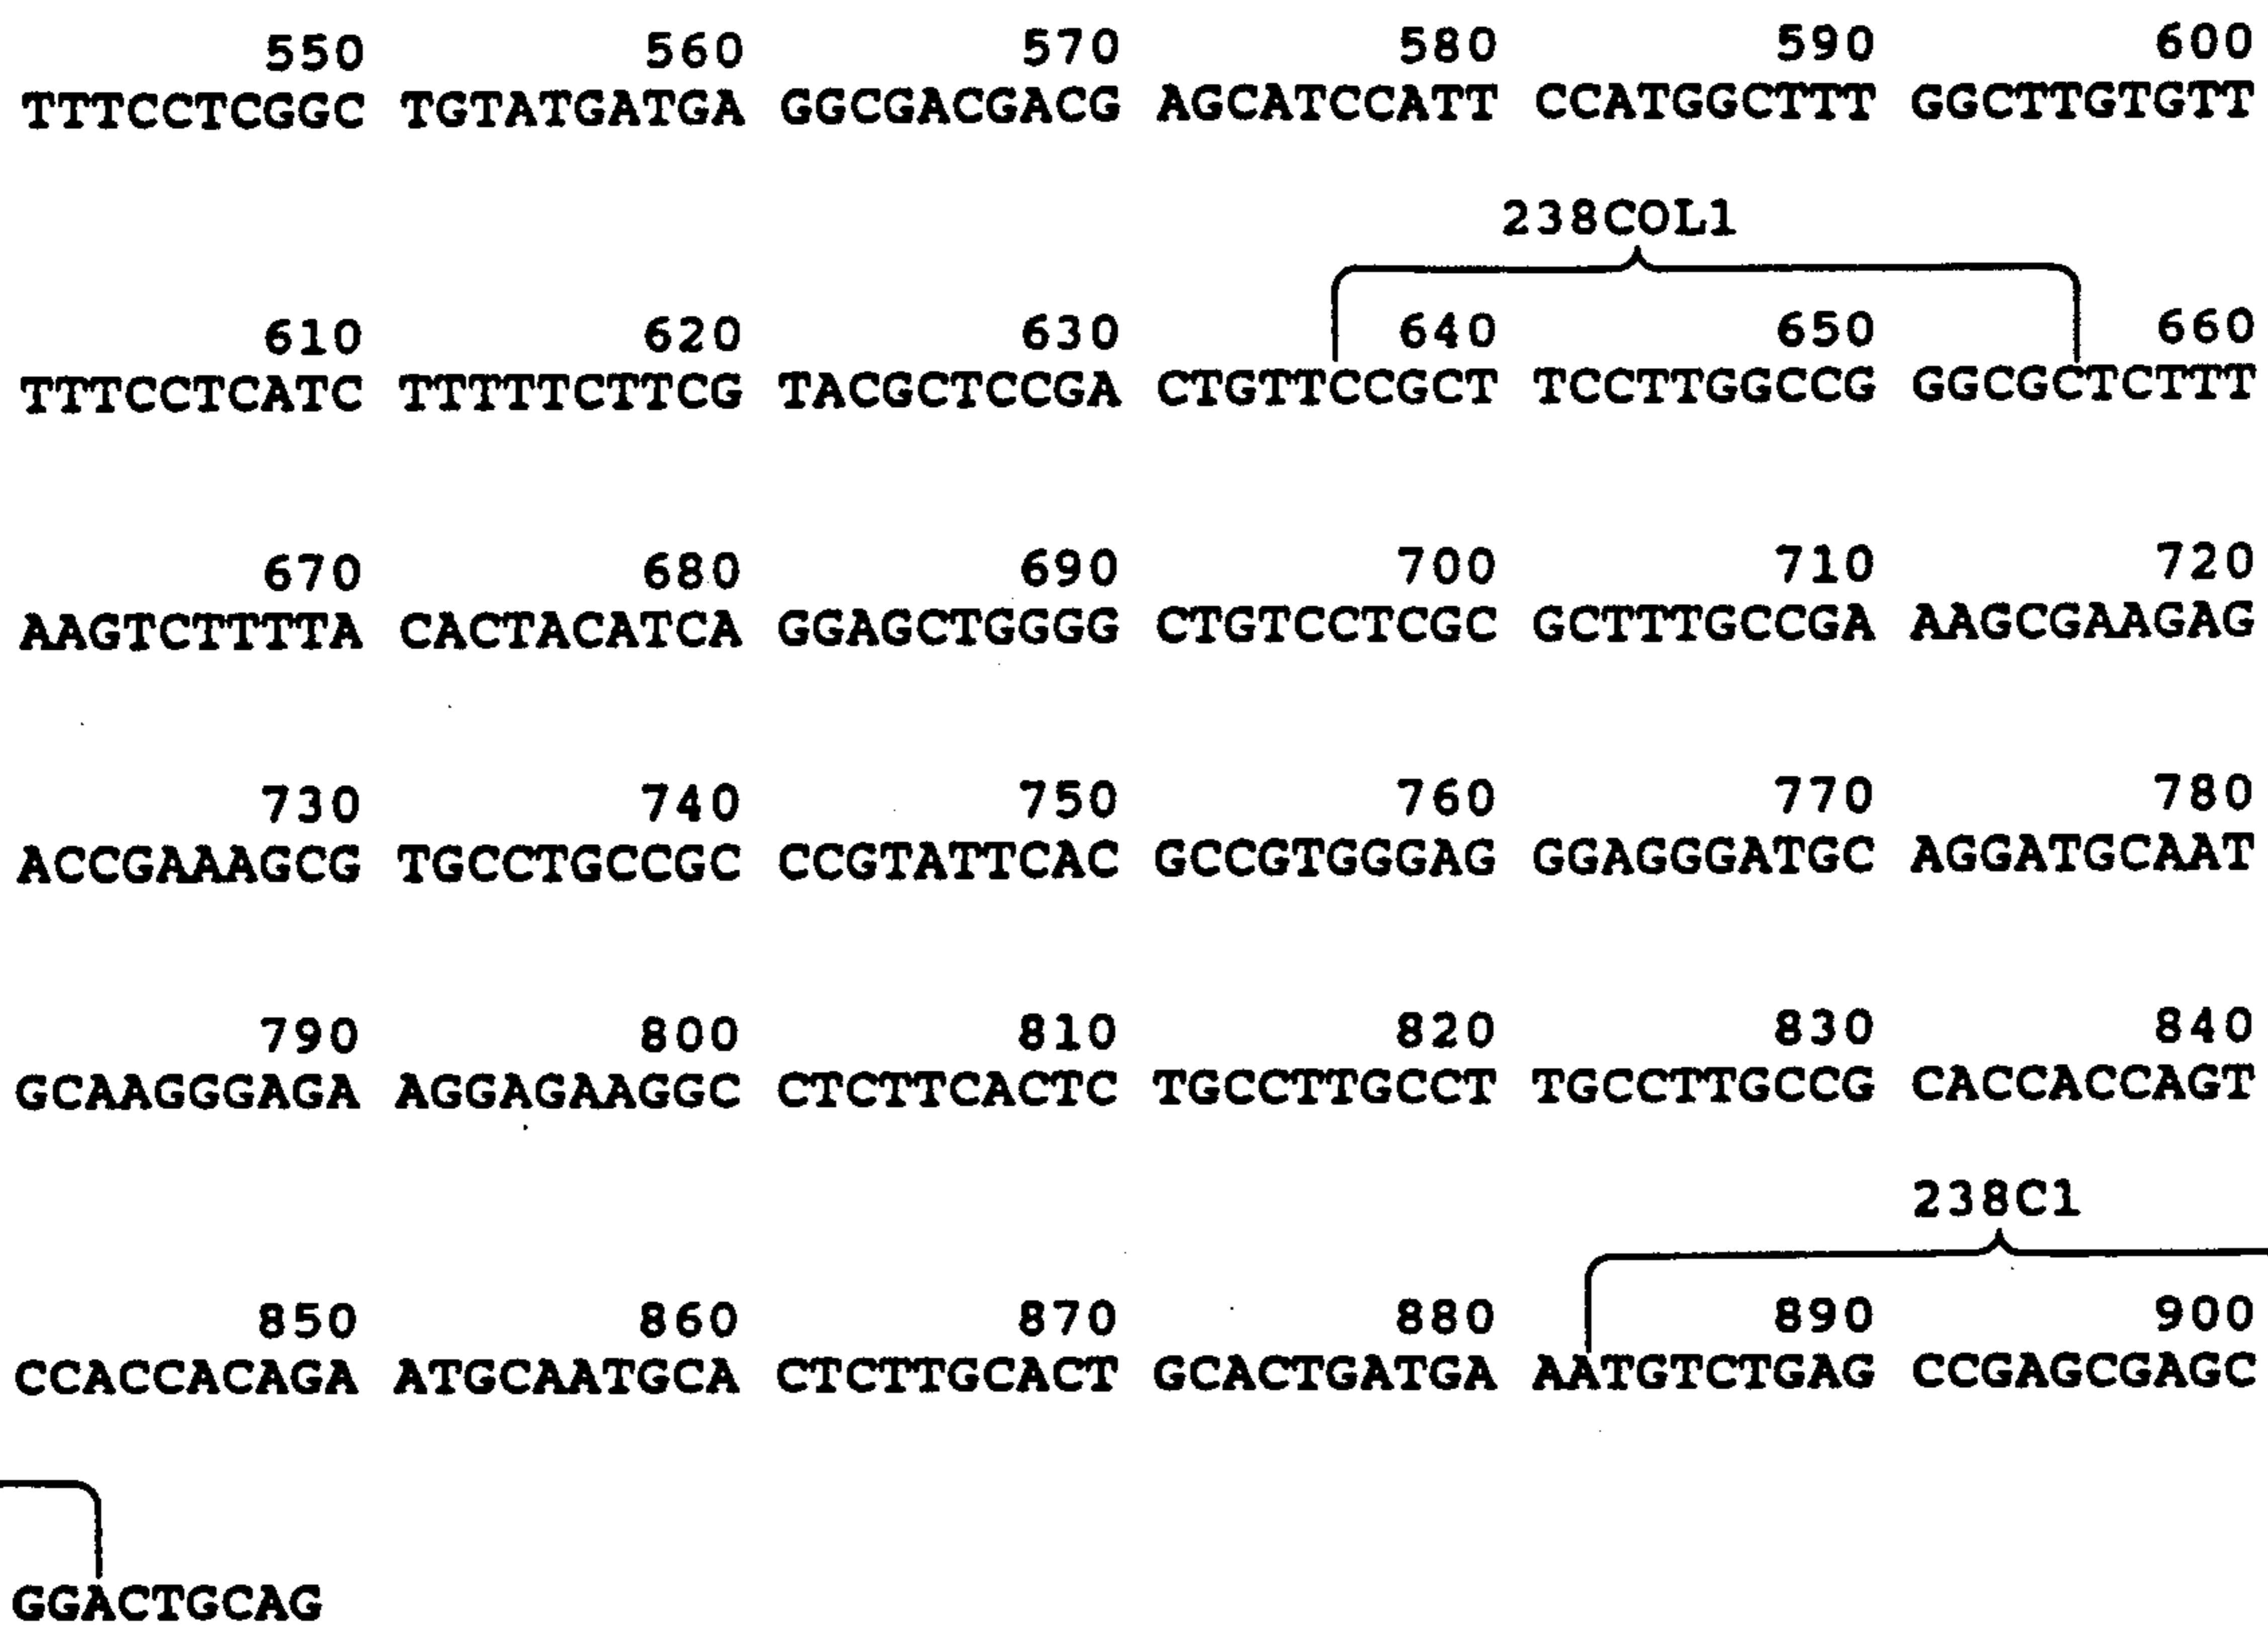 550 560 570 580 590 600
TTTCCTCGGC TGTATGATGA GGCGACGACG AGCATCCATT CCATGGCTTT GGCTTGTGTT
238COL1
610 620 630 640 650 660
TTTCCTCATC TTTTTCTTCG TACGCTCCGA CTGTTCCGCT TCCTTGGCCG GGCGCTCTTT
670 680 690 700 710 720
AAGTCTTTTA CACTACATCA GGAGCTGGGG CTGTCCTCGC GCTTTGCCGA AAGCGAAGAG
730 740 750 760 770 780
ACCGAAAGCG TGCCTGCCGC CCGTATTCAC GCCGTGGGAG GGAGGGATGC AGGATGCAAT
790 800 810 820 830 840
GCAAGGGAGA AGGAGAAGGC CTCTTCACTC TGCCTTGCCT TGCCTTGCCG CACCACCAGT
238C1
850 860 870 880 890 900
CCACCACAGA ATGCAATGCA CTCTTGCACT GCACTGATGA AATGTCTGAG CCGAGCGAGC
GGACTGCAG